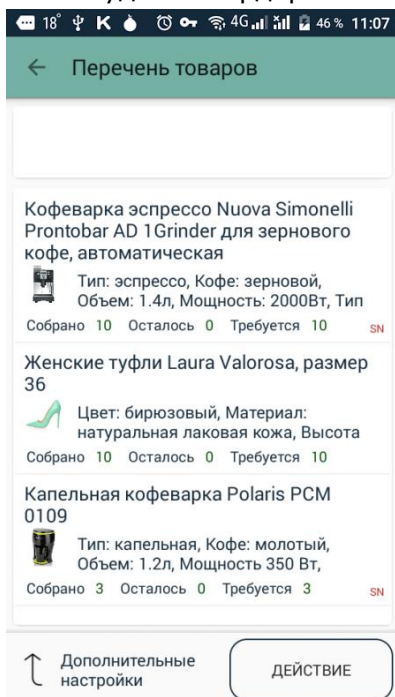 18° K 4G 46% 11:07
← Перечень товаров
Кофеварка эспрессо Nuova Simonelli
Prontobar AD 1Grinder для зернового
кофе, автоматическая
Тип: эспрессо, Кофе: зерновой,
Объем: 1.4л, Мощность: 2000Вт, Тип
Собрано 10 Осталось 0 Требуется 10 SN
Женские туфли Laura Valorosa, размер
36
Цвет: бирюзовый, Материал:
натуральная лаковая кожа, Высота
Собрано 10 Осталось 0 Требуется 10
Капельная кофеварка Polaris PCM
0109
Тип: капельная, Кофе: молотый,
Объем: 1.2л, Мощность 350 Вт,
Собрано 3 Осталось 0 Требуется 3 SN
Дополнительные
настройки
ДЕЙСТВИЕ